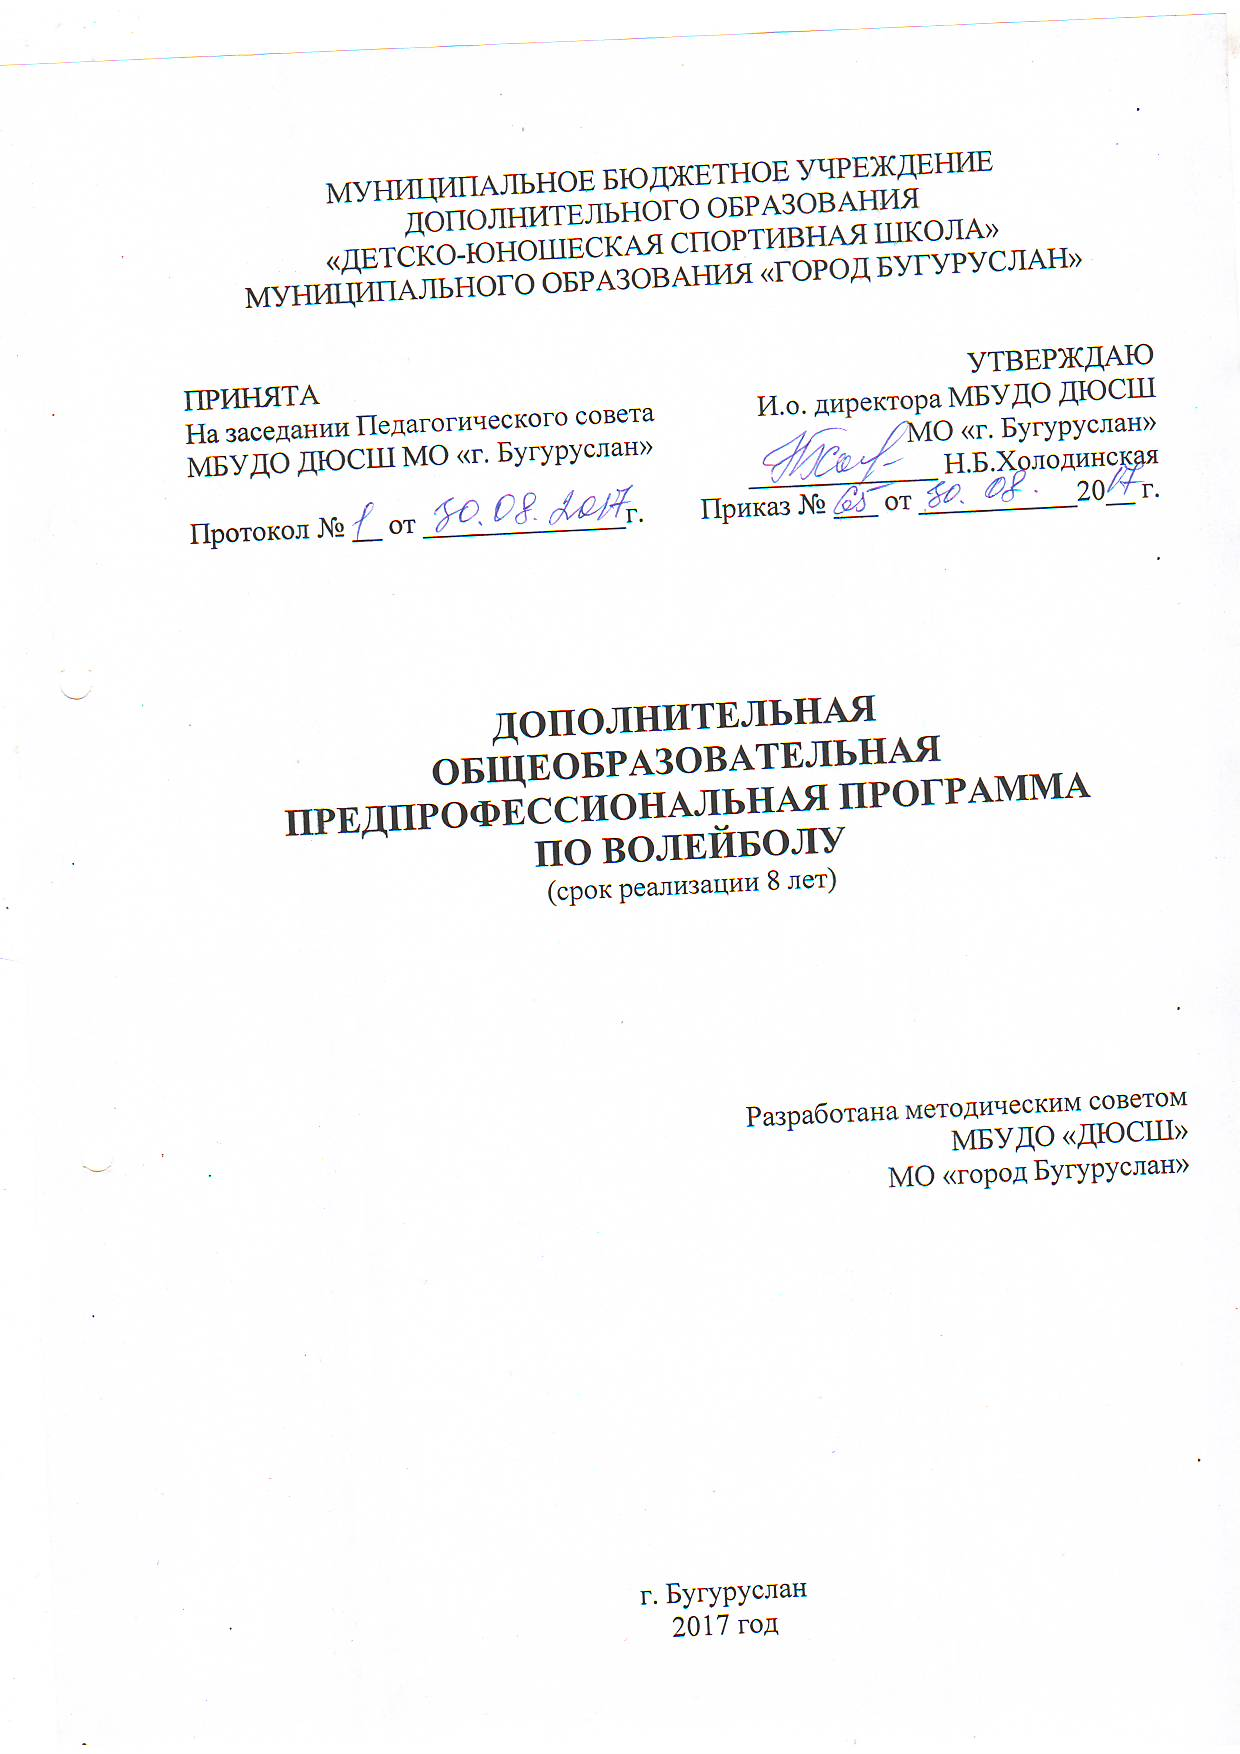 МУНИЦИПАЛЬНОЕ БЮДЖЕТНОЕ УЧРЕЖДЕНИЕ
ДОПОЛНИТЕЛЬНОГО ОБРАЗОВАНИЯ
«ДЕТСКО-ЮНОШЕСКАЯ СПОРТИВНАЯ ШКОЛА»
МУНИЦИПАЛЬНОГО ОБРАЗОВАНИЯ «ГОРОД БУГУРУСЛАН»
ПРИНЯТА
На заседании Педагогического совета
МБУДО ДЮСШ МО «г. Бугуруслан»
Протокол № 1 от 30.08.2017г.
УТВЕРЖДАЮ
И.о. директора МБУДО ДЮСШ
МО «г. Бугуруслан»
Н.Б.Холодинская
Приказ № 65 от 30. 08. 2017 г.
ДОПОЛНИТЕЛЬНАЯ
ОБЩЕОБРАЗОВАТЕЛЬНАЯ
ПРЕДПРОФЕССИОНАЛЬНАЯ ПРОГРАММА
ПО ВОЛЕЙБОЛУ
(срок реализации 8 лет)
Разработана методическим советом
МБУДО «ДЮСШ»
МО «город Бугуруслан»
г. Бугуруслан
2017 год